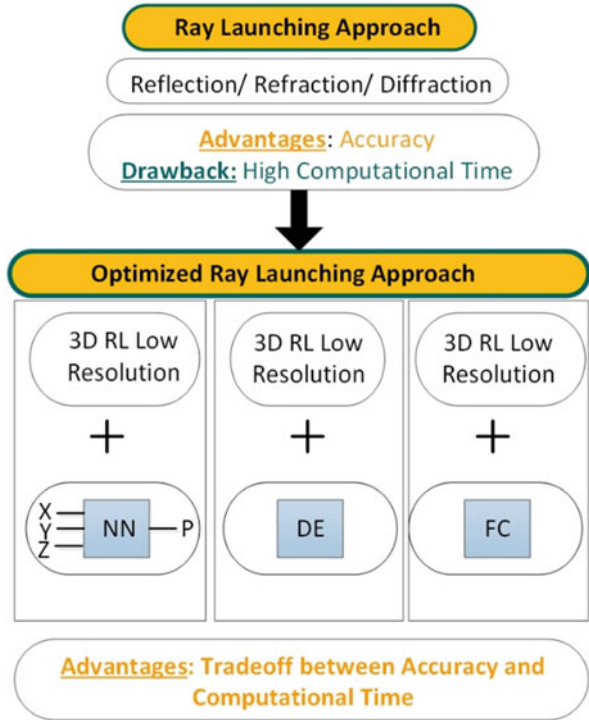 Ray Launching Approach
Reflection/ Refraction/ Diffraction
Advantages: Accuracy
Drawback: High Computational Time
Optimized Ray Launching Approach
3D RL Low
Resolution
+
X
Y
Z
NN
P
3D RL Low
Resolution
+
DE
3D RL Low
Resolution
+
FC
Advantages: Tradeoff between Accuracy and
Computational Time